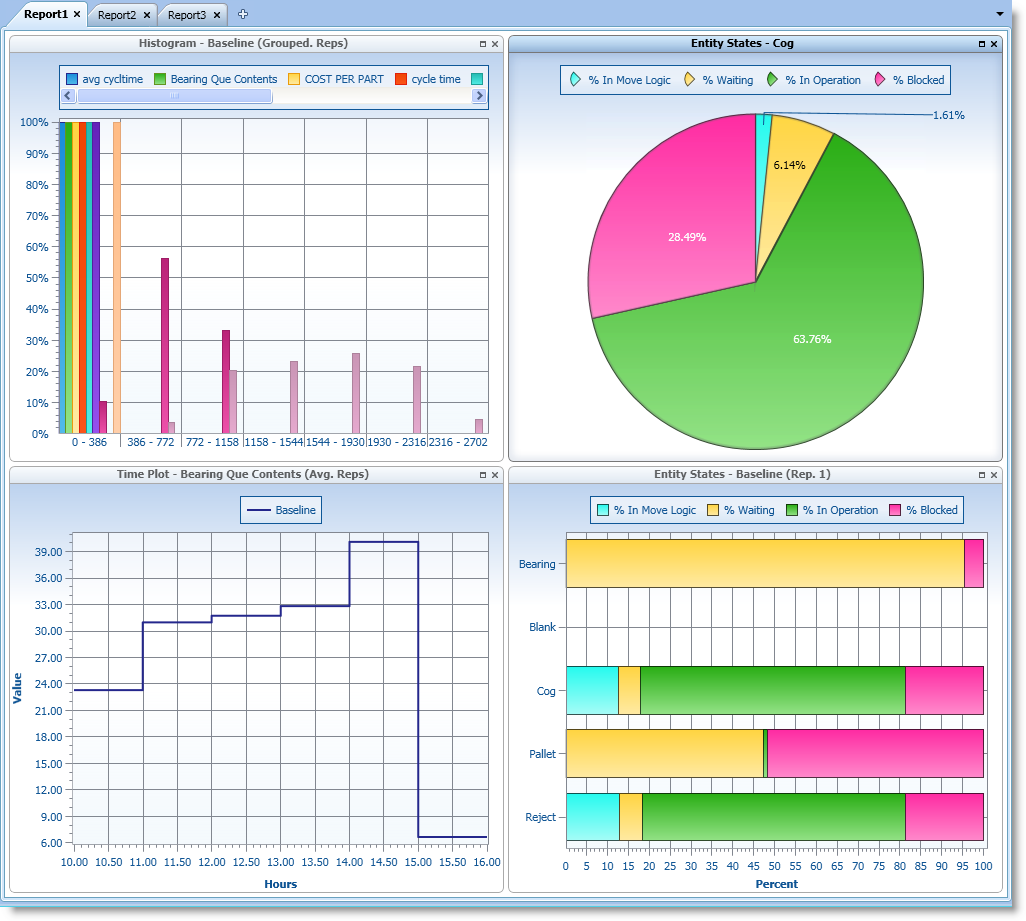 Report1 Report2 Report3
Histogram - Baseline (Grouped. Reps)
avg cycltime Bearing Que Contents COST PER PART cycle time
100%
90%
80%
70%
60%
50%
40%
30%
20%
10%
0%
0 - 386 386 - 772 772 - 1158 1158 - 1544 1544 - 1930 1930 - 2316 2316 - 2702
Entity States - Cog
% In Move Logic % Waiting % In Operation % Blocked
1.61%
6.14%
28.49%
63.76%
Time Plot - Bearing Que Contents (Avg. Reps)
Baseline
Value
39.00
36.00
33.00
30.00
27.00
24.00
21.00
18.00
15.00
12.00
9.00
6.00
10.00 10.50 11.00 11.50 12.00 12.50 13.00 13.50 14.00 14.50 15.00 15.50 16.00
Hours
Entity States - Baseline (Rep. 1)
% In Move Logic % Waiting % In Operation % Blocked
Bearing
Blank
Cog
Pallet
Reject
0 5 10 15 20 25 30 35 40 45 50 55 60 65 70 75 80 85 90 95 100
Percent